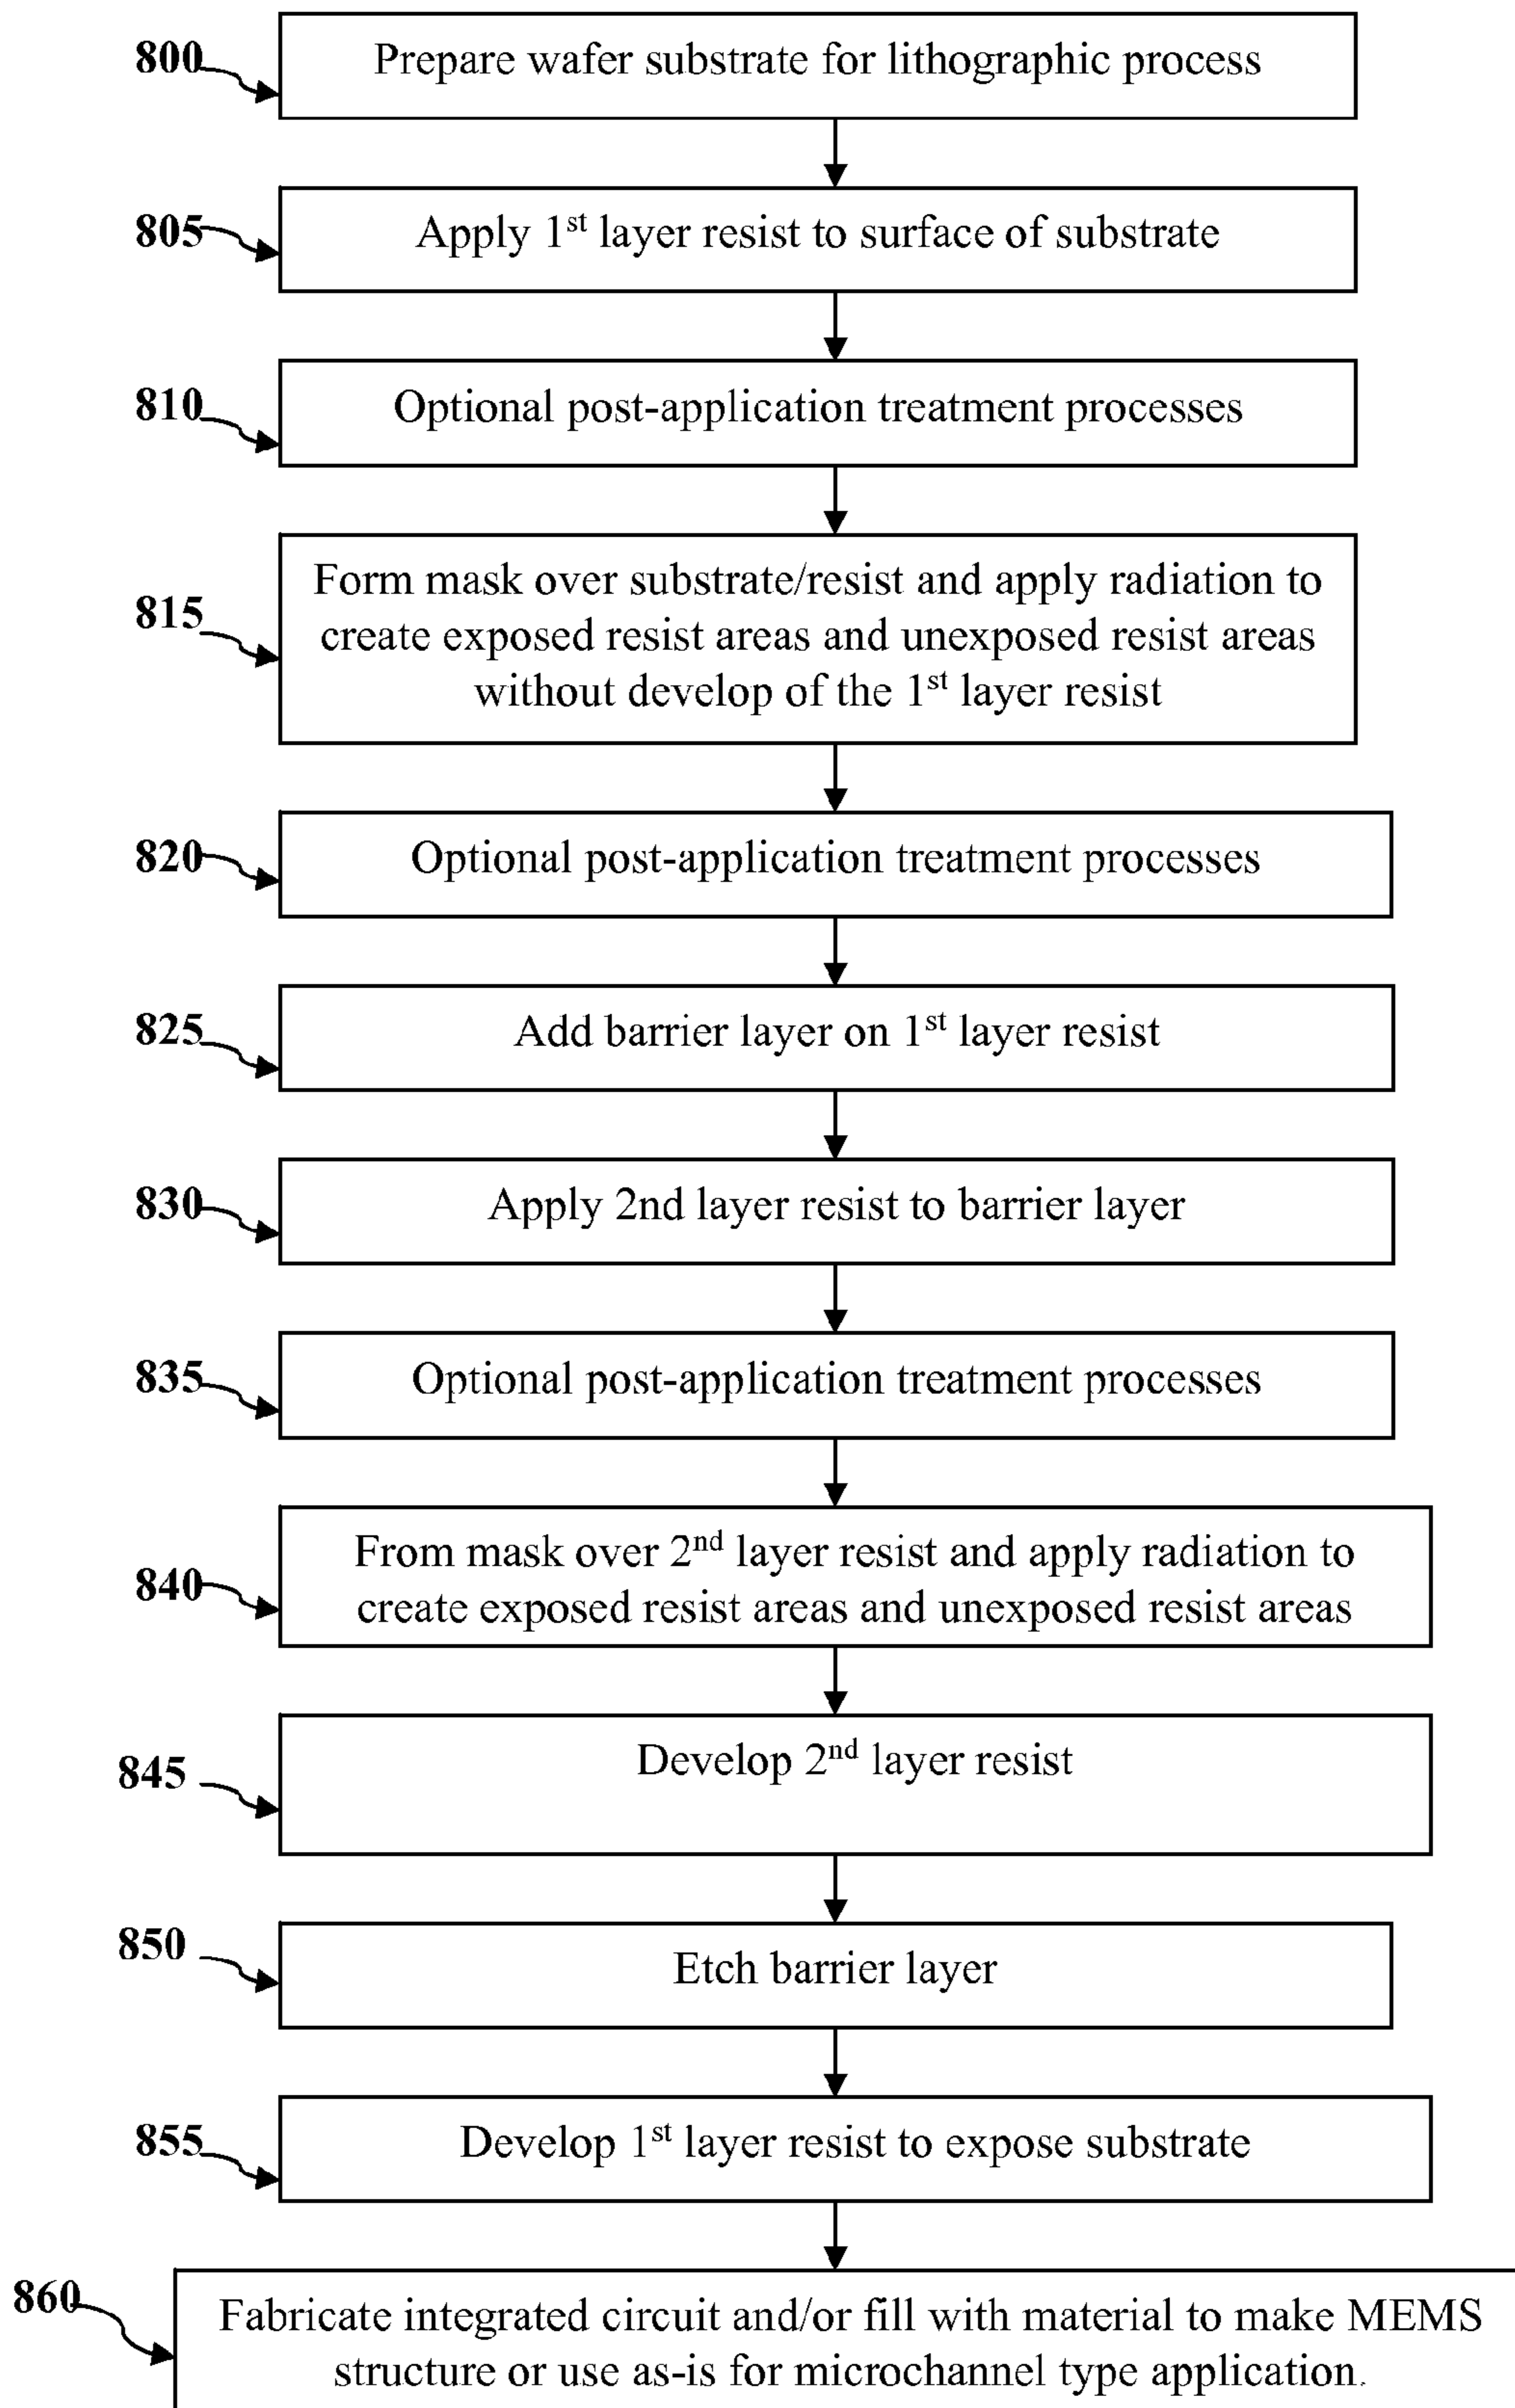 800
Prepare wafer substrate for lithographic process
805
Apply 1st layer resist to surface of substrate
810
Optional post-application treatment processes
815
Form mask over substrate/resist and apply radiation to
create exposed resist areas and unexposed resist areas
without develop of the 1st layer resist
820
Optional post-application treatment processes
825
Add barrier layer on 1st layer resist
830
Apply 2nd layer resist to barrier layer
835
Optional post-application treatment processes
840
From mask over 2nd layer resist and apply radiation to
create exposed resist areas and unexposed resist areas
845
Develop 2nd layer resist
850
Etch barrier layer
855
Develop 1st layer resist to expose substrate
860
Fabricate integrated circuit and/or fill with material to make MEMS
structure or use as-is for microchannel type application.